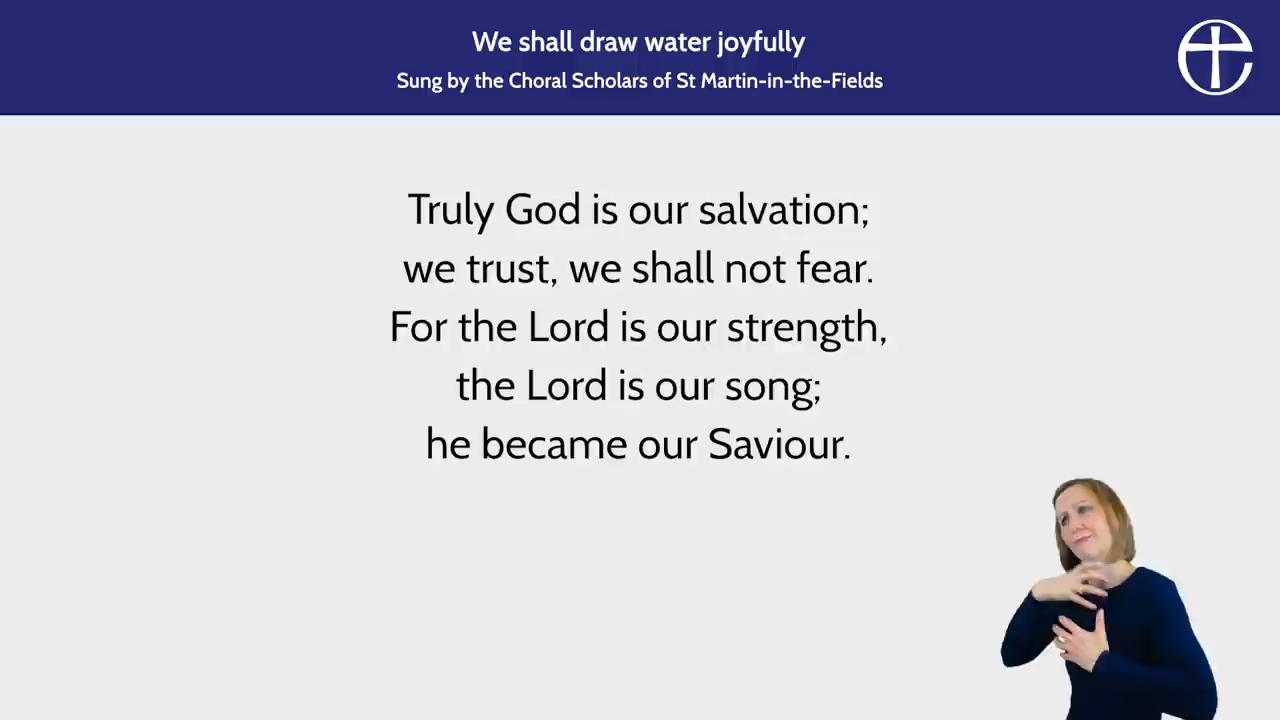 We shall draw water joyfully
Sung by the Choral Scholars of St Martin-in-the-Fields
Truly God is our salvation;
we trust, we shall not fear.
For the Lord is our strength,
the Lord is our song;
he became our Saviour.